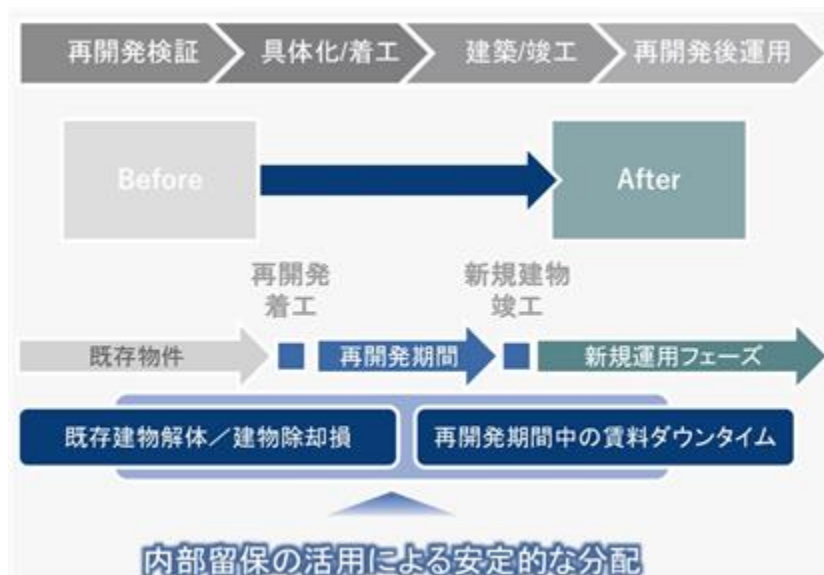 再開発検証
具体化/着工
建築/竣工
再開発後運用
Before
After
再開発
着工
新規建物
竣工
既存物件
再開発期間
新規運用フェーズ
既存建物解体／建物除却損
再開発期間中の賃料ダウンタイム
内部留保の活用による安定的な分配